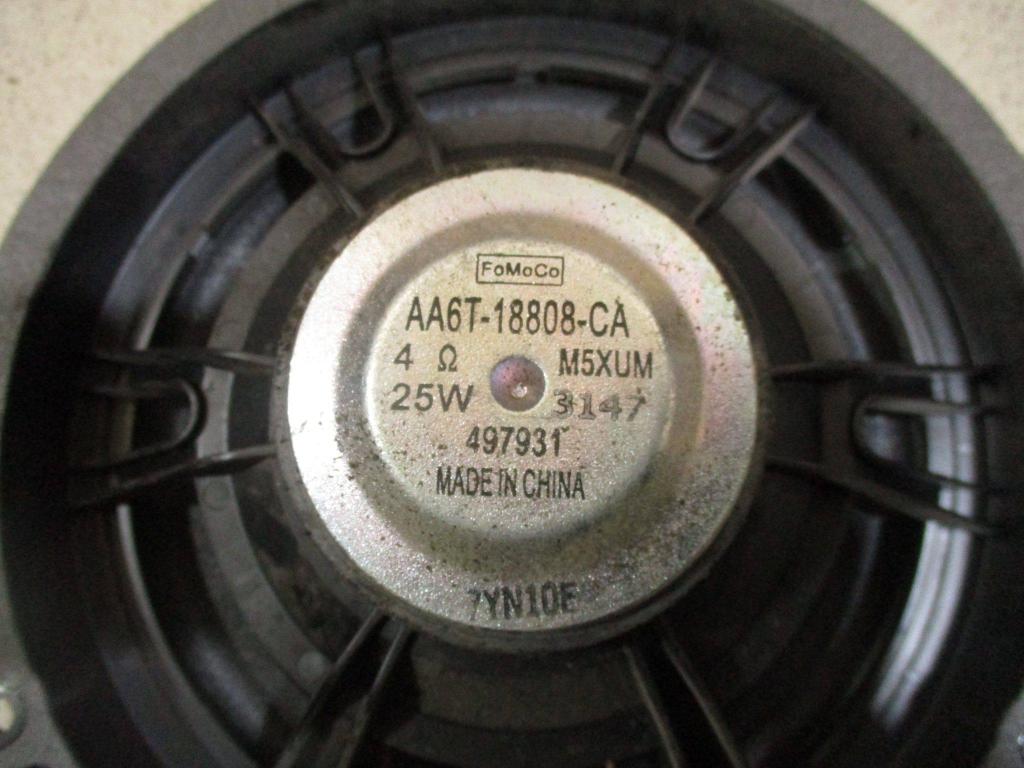 FoMoCo
AA6T-18808-CA
4 Ω M5XUM
25W 3147
497931
MADE IN CHINA
7YN10E